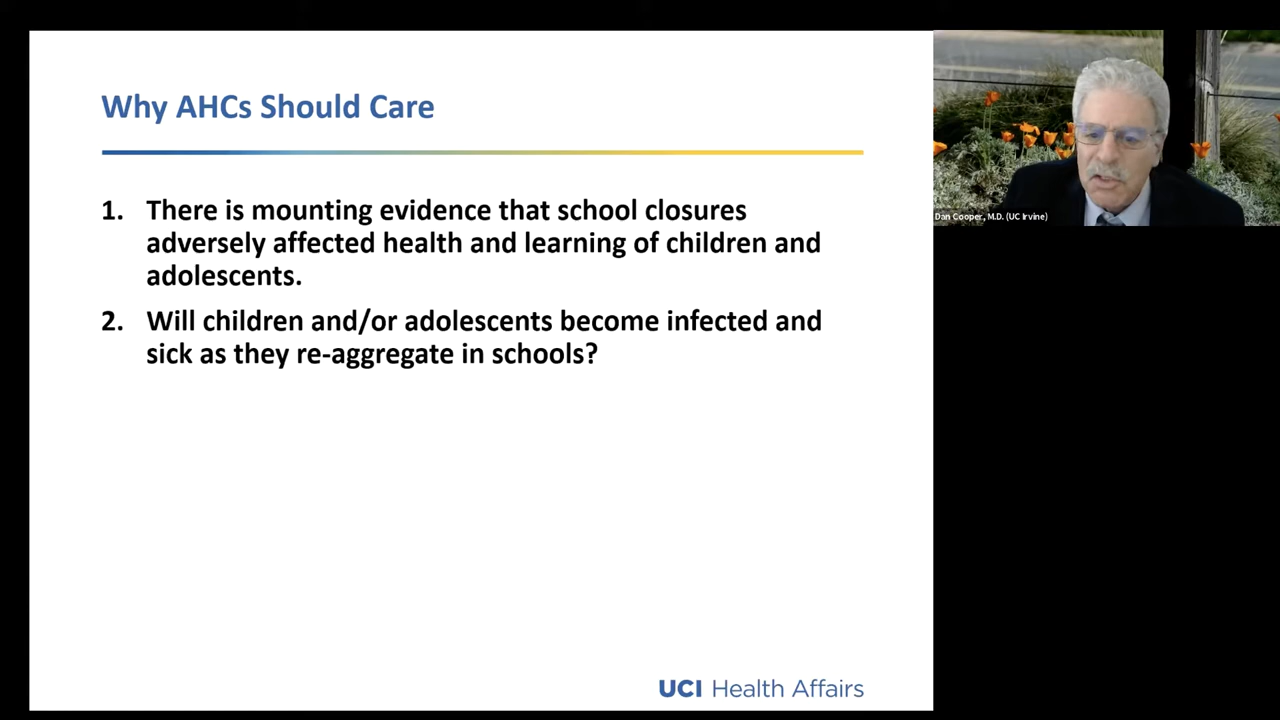 Why AHCs Should Care
1. There is mounting evidence that school closures
adversely affected health and learning of children and
adolescents.
2. Will children and/or adolescents become infected and
sick as they re-aggregate in schools?
UCI Health Affairs
Dan Cooper, M.D. (UC Irvine)